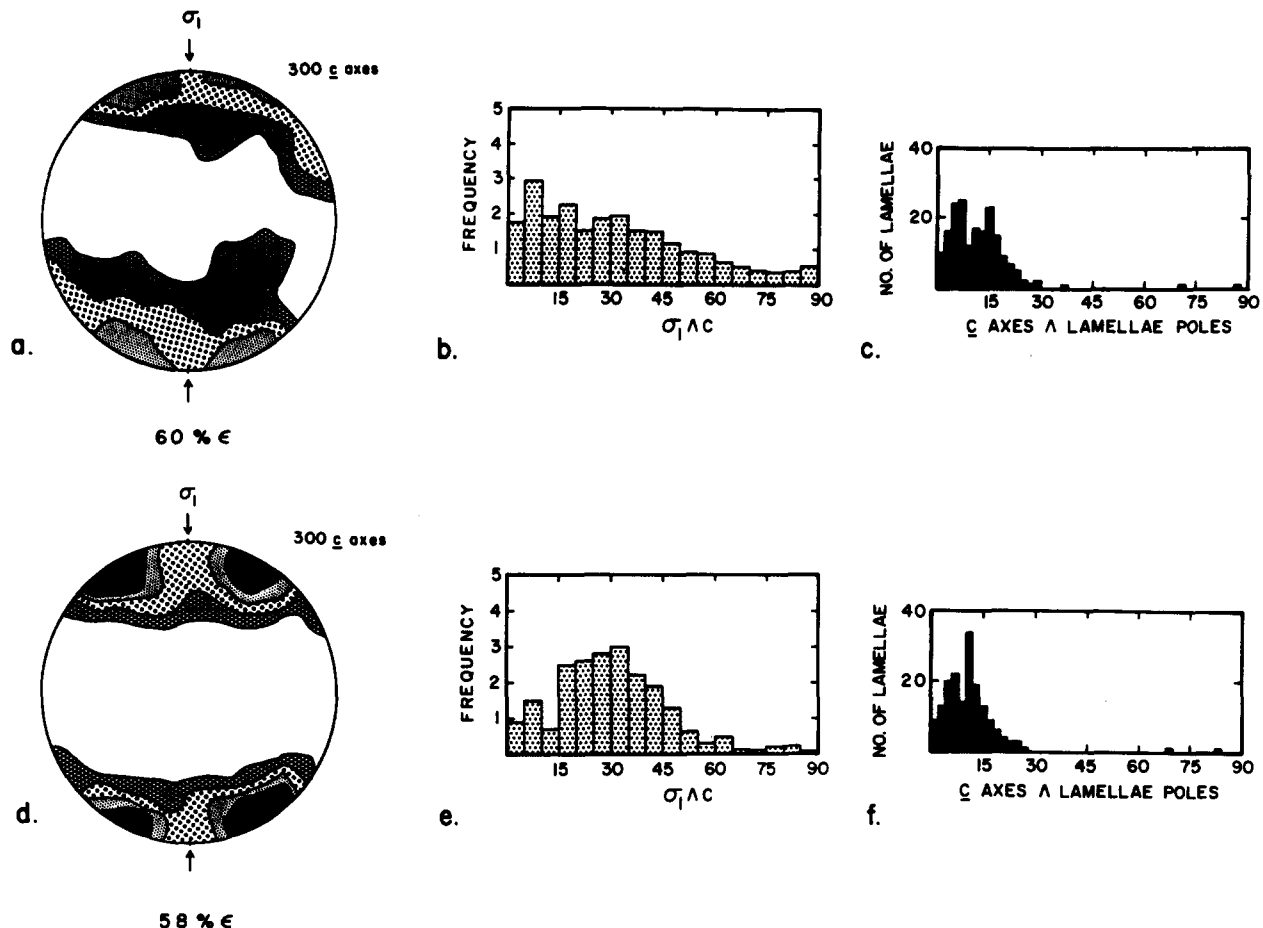 σ₁
300 c axes
a.
60 % ϵ
5
4
3
2
1
FREQUENCY
15 30 45 60 75 90
σ₁ ∧ C
b.
40
20
NO. OF LAMELLAE
15 30 45 60 75 90
C AXES ∧ LAMELLAE POLES
c.
σ₁
300 c axes
d.
58 % ϵ
5
4
3
2
1
FREQUENCY
15 30 45 60 75 90
σ₁ ∧ C
e.
40
20
NO. OF LAMELLAE
15 30 45 60 75 90
C AXES ∧ LAMELLAE POLES
f.